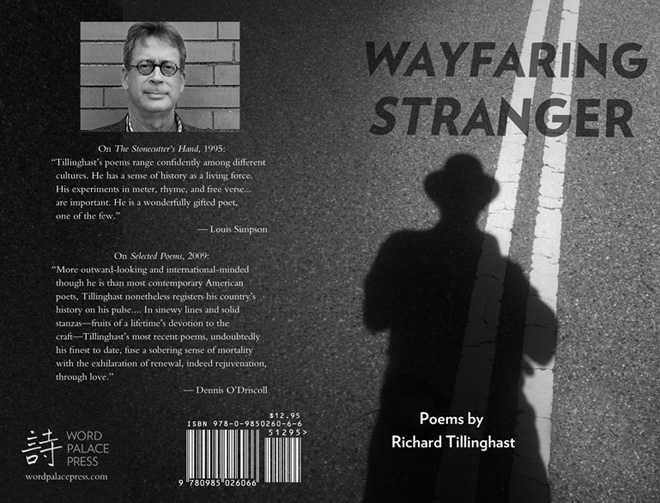 On The Stonecutter's Hand, 1995:
“Tillinghast's poems range confidently among different
cultures. He has a sense of history as a living force.
His experiments in meter, rhyme, and free verse...
are important. He is a wonderfully gifted poet,
one of the few.”
— Louis Simpson
On Selected Poems, 2009:
“More outward-looking and international-minded
though he is than most contemporary American
poets, Tillinghast nonetheless registers his country's
history on his pulse.... In sinewy lines and solid
stanzas—fruits of a lifetime's devotion to the
craft—Tillinghast's most recent poems, undoubtedly
his finest to date, fuse a sobering sense of mortality
with the exhilaration of renewal, indeed rejuvenation,
through love.”
— Dennis O'Driscoll
詩
WORD
PALACE
PRESS
wordpalacepress.com
$12.95
ISBN 978-0-9850260-6-6
51295>
9 780985 026066
WAYFARING
STRANGER
Poems by
Richard Tillinghast